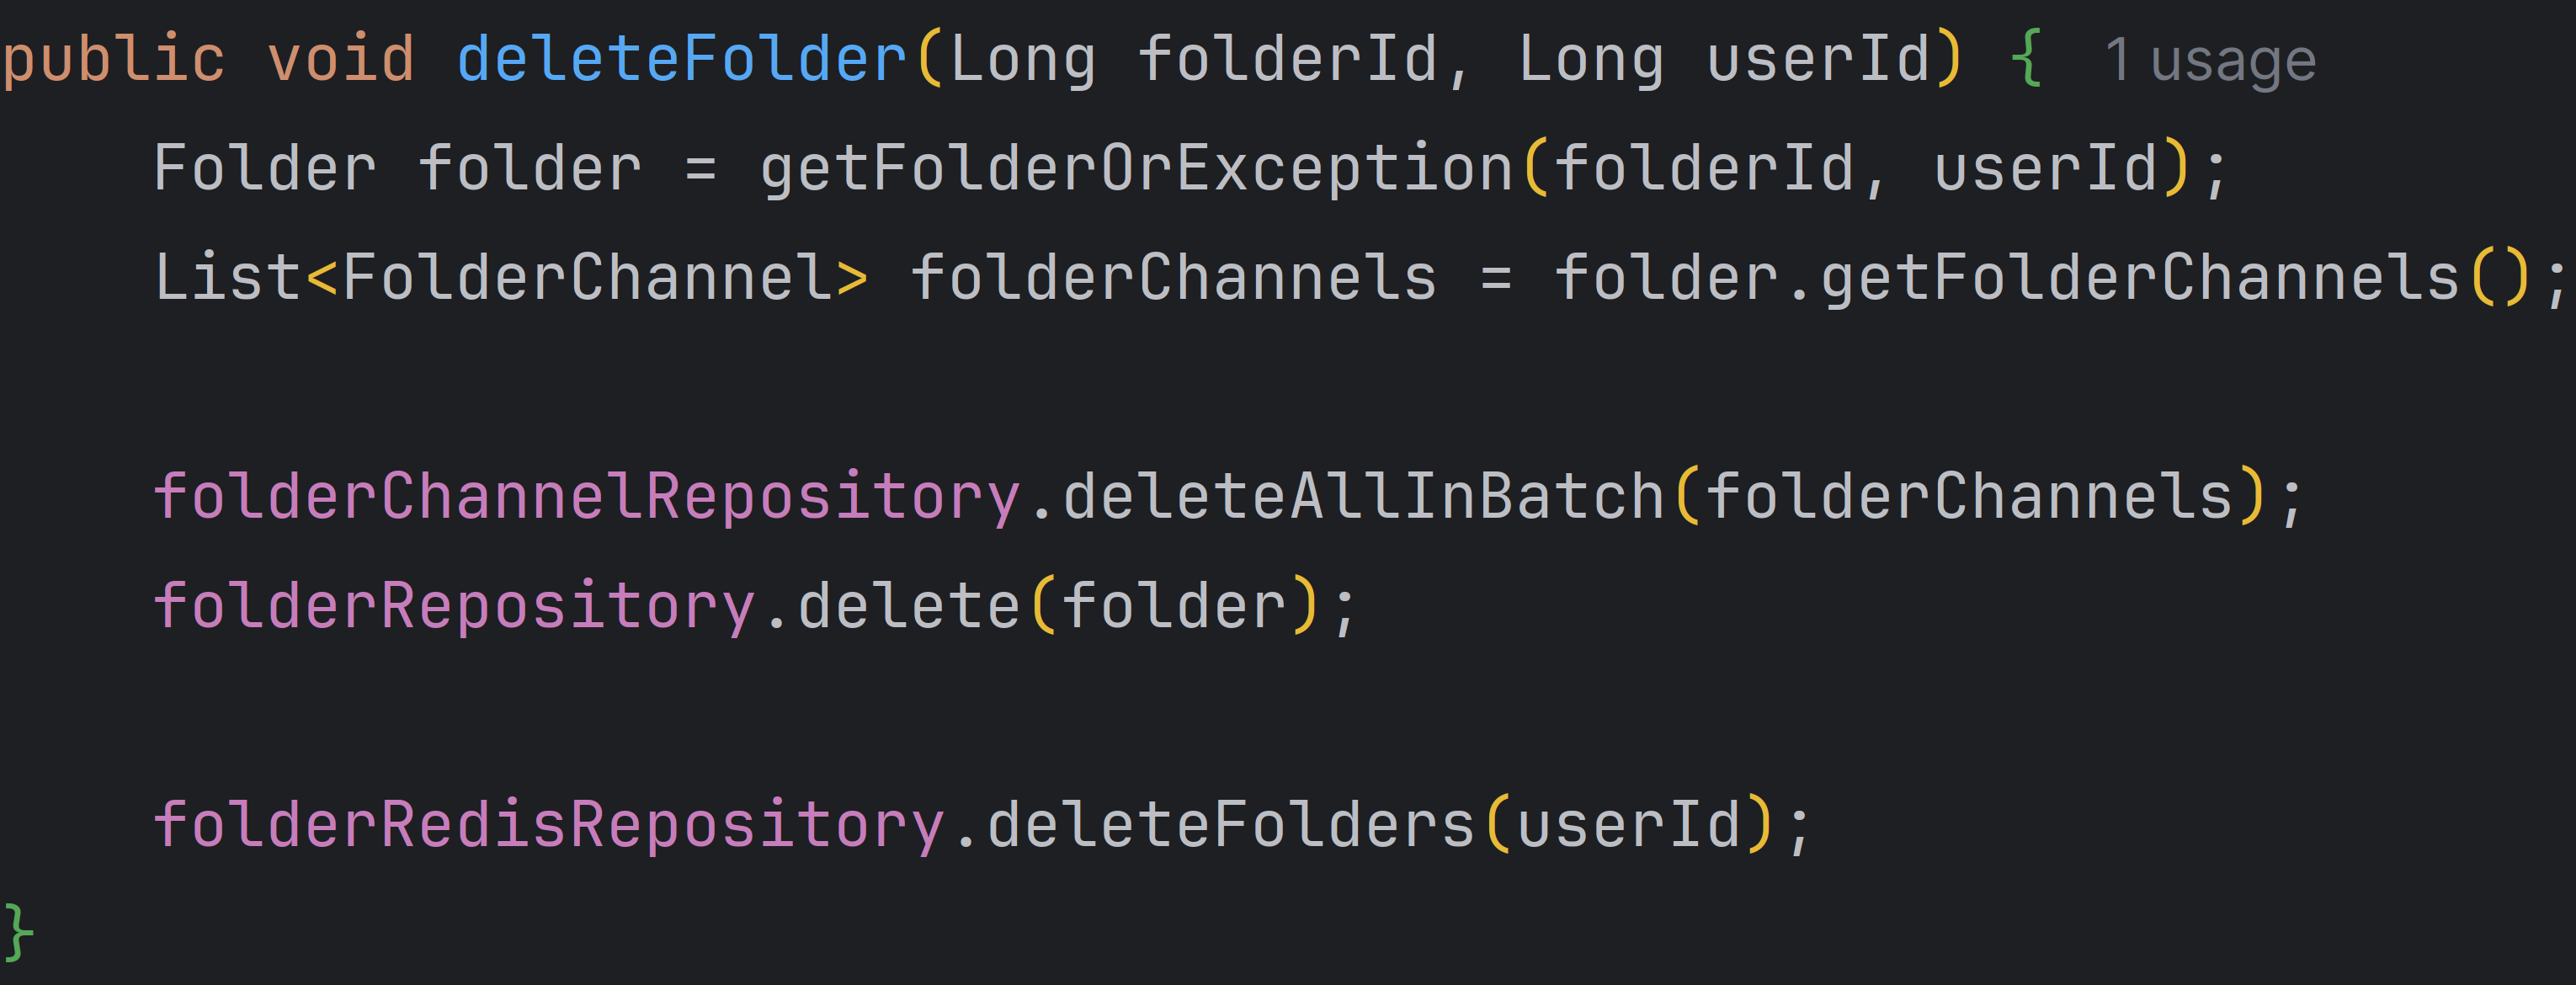 public void deleteFolder(Long folderId, Long userId) { 1 usage
    Folder folder = getFolderOrException(folderId, userId);
    List<FolderChannel> folderChannels = folder.getFolderChannels();

    folderChannelRepository.deleteAllInBatch(folderChannels);
    folderRepository.delete(folder);

    folderRedisRepository.deleteFolders(userId);
}